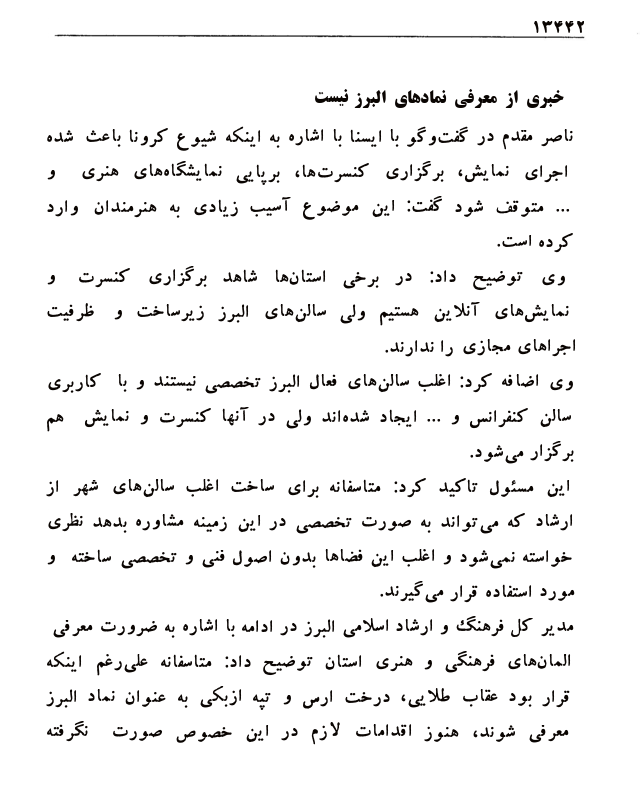 ۱۳۴۴۲
خبری از معرفی نمادهای البرز نیست
ناصر مقدم در گفت‌وگو با ایسنا با اشاره به اینکه شیوع کرونا باعث شده
اجرای نمایش، برگزاری کنسرت‌ها، برپایی نمایشگاه‌های هنری و
... متوقف شود گفت: این موضوع آسیب زیادی به هنرمندان وارد
کرده است.
وی توضیح داد: در برخی استان‌ها شاهد برگزاری کنسرت و
نمایش‌های آنلاین هستیم ولی سالن‌های البرز زیرساخت و ظرفیت
اجراهای مجازی را ندارند.
وی اضافه کرد: اغلب سالن‌های فعال البرز تخصصی نیستند و با کاربری
سالن کنفرانس و ... ایجاد شده‌اند ولی در آنها کنسرت و نمایش هم
برگزار می‌شود.
این مسئول تاکید کرد: متاسفانه برای ساخت اغلب سالن‌های شهر از
ارشاد که می‌تواند به صورت تخصصی در این زمینه مشاوره بدهد نظری
خواسته نمی‌شود و اغلب این فضاها بدون اصول فنی و تخصصی ساخته و
مورد استفاده قرار می‌گیرند.
مدیر کل فرهنگ و ارشاد اسلامی البرز در ادامه با اشاره به ضرورت معرفی
المان‌های فرهنگی و هنری استان توضیح داد: متاسفانه علی‌رغم اینکه
قرار بود عقاب طلایی، درخت ارس و تپه ازبکی به عنوان نماد البرز
معرفی شوند، هنوز اقدامات لازم در این خصوص صورت نگرفته